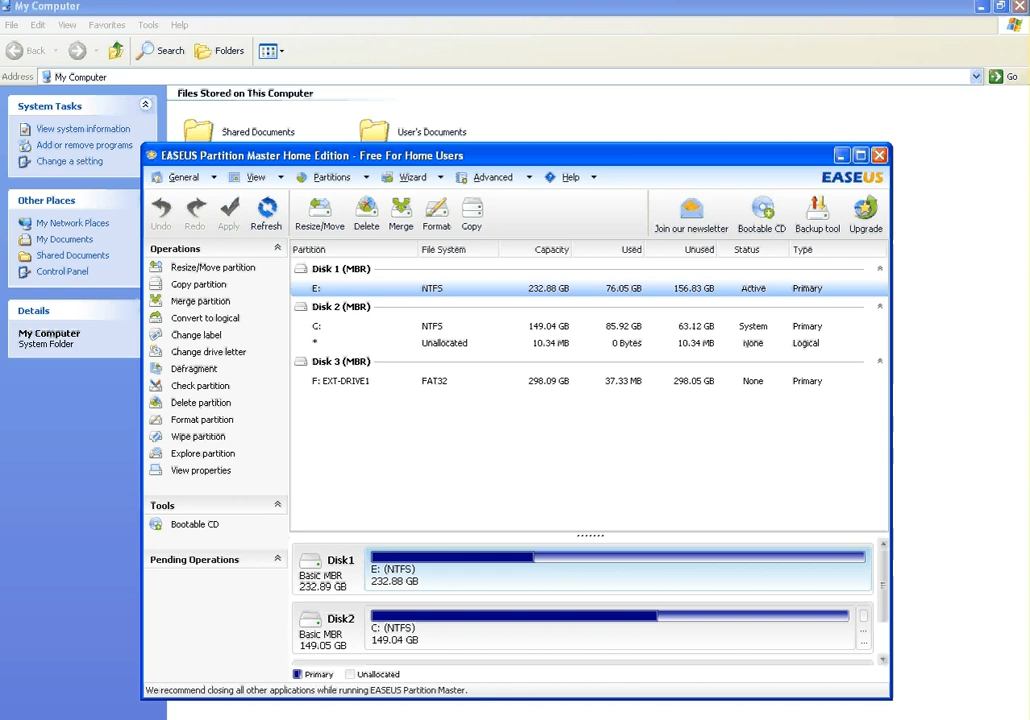 My Computer
File Edit View Favorites Tools Help
Back Search Folders
Address My Computer Go
System Tasks
View system information
Add or remove programs
Change a setting
Other Places
My Network Places
My Documents
Shared Documents
Control Panel
Details
My Computer
System Folder
Files Stored on This Computer
Shared Documents User's Documents
EASEUS Partition Master Home Edition - Free For Home Users
General View Partitions Wizard Advanced Help EASEUS
Undo Redo Apply Refresh Resize/Move Delete Merge Format Copy Join our newsletter Bootable CD Backup tool Upgrade
Operations
Resize/Move partition
Copy partition
Merge partition
Convert to logical
Change label
Change drive letter
Defragment
Check partition
Delete partition
Format partition
Wipe partition
Explore partition
View properties
Tools
Bootable CD
Pending Operations
Partition File System Capacity Used Unused Status Type
Disk 1 (MBR)
E: NTFS 232.88 GB 76.05 GB 156.83 GB Active Primary
Disk 2 (MBR)
C: NTFS 149.04 GB 85.92 GB 63.12 GB System Primary
* Unallocated 10.34 MB 0 Bytes 10.34 MB None Logical
Disk 3 (MBR)
F: EXT-DRIVE1 FAT32 298.09 GB 37.33 MB 298.05 GB None Primary
Disk1
Basic MBR
232.89 GB
E: (NTFS)
232.88 GB
Disk2
Basic MBR
149.05 GB
C: (NTFS)
149.04 GB
...
...
Primary Unallocated
We recommend closing all other applications while running EASEUS Partition Master.